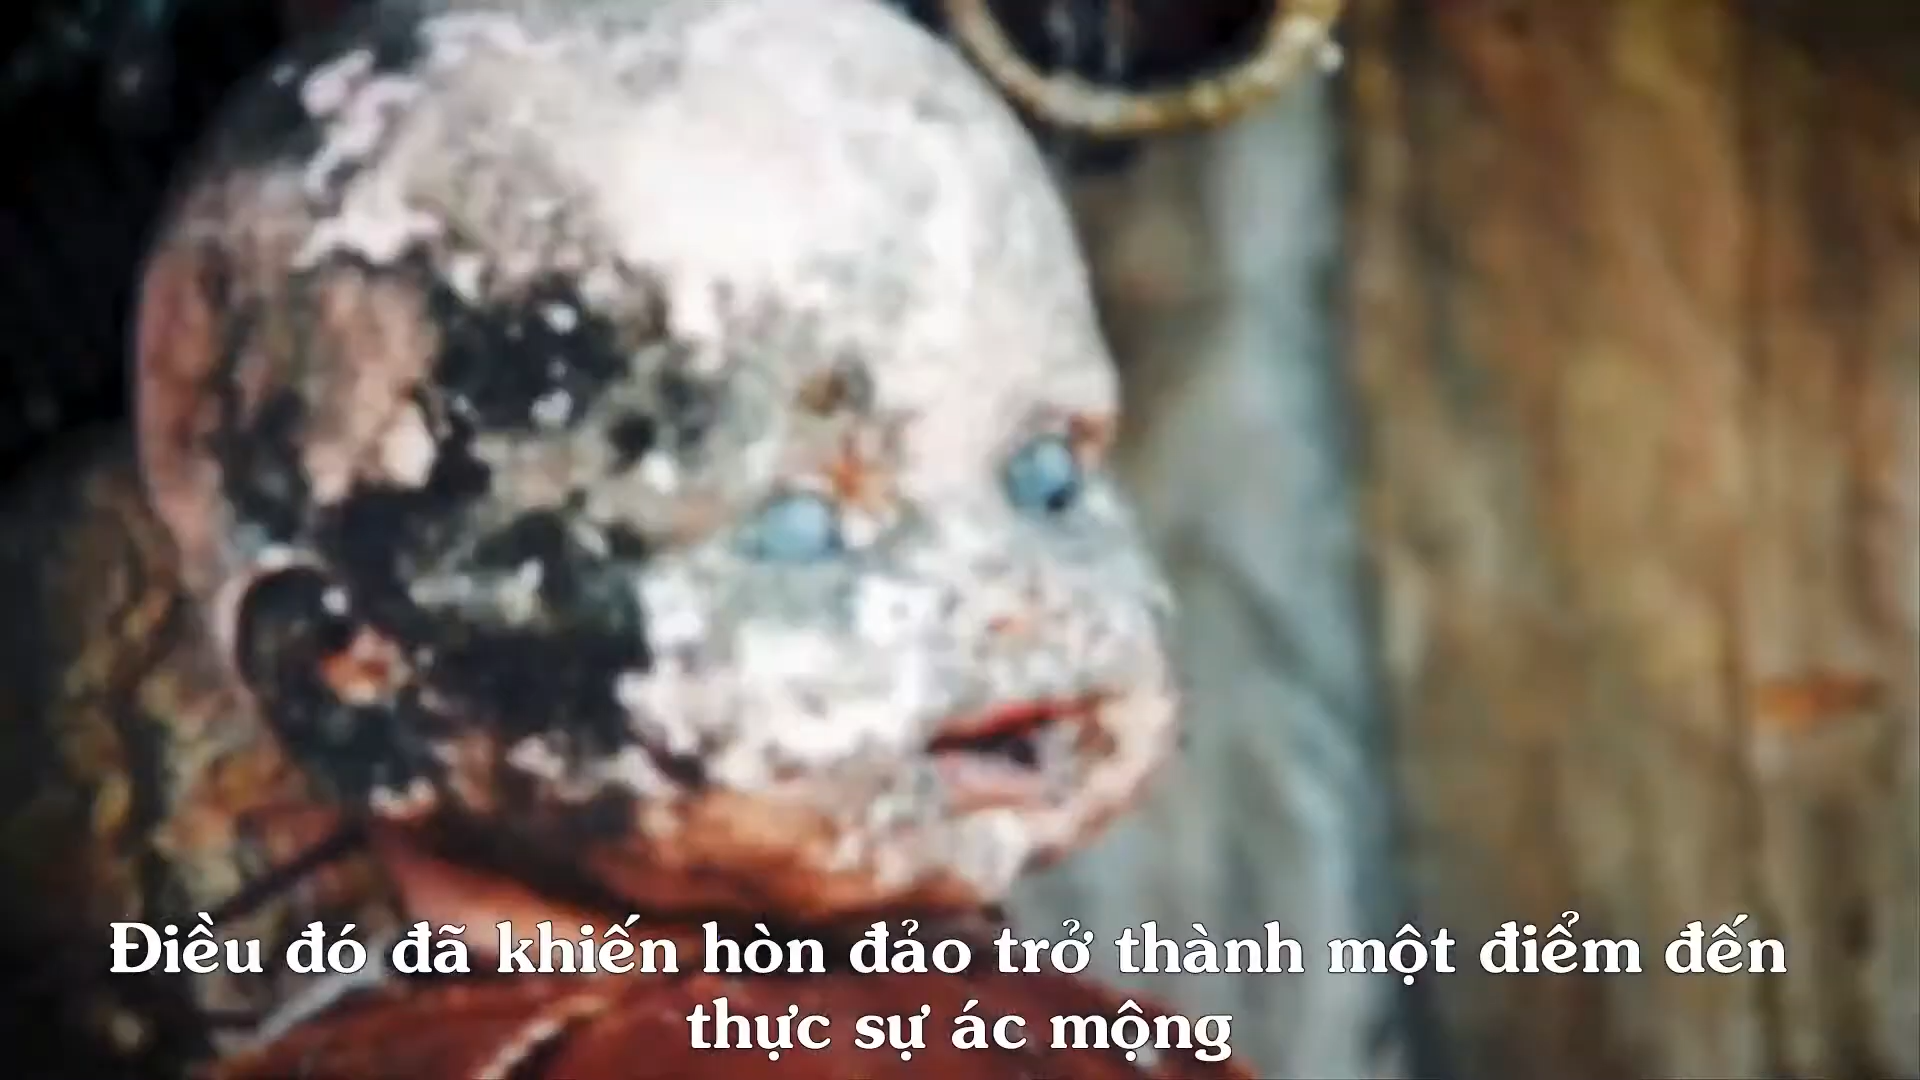 Điều đó đã khiến hòn đảo trở thành một điểm đến
thực sự ác mộng